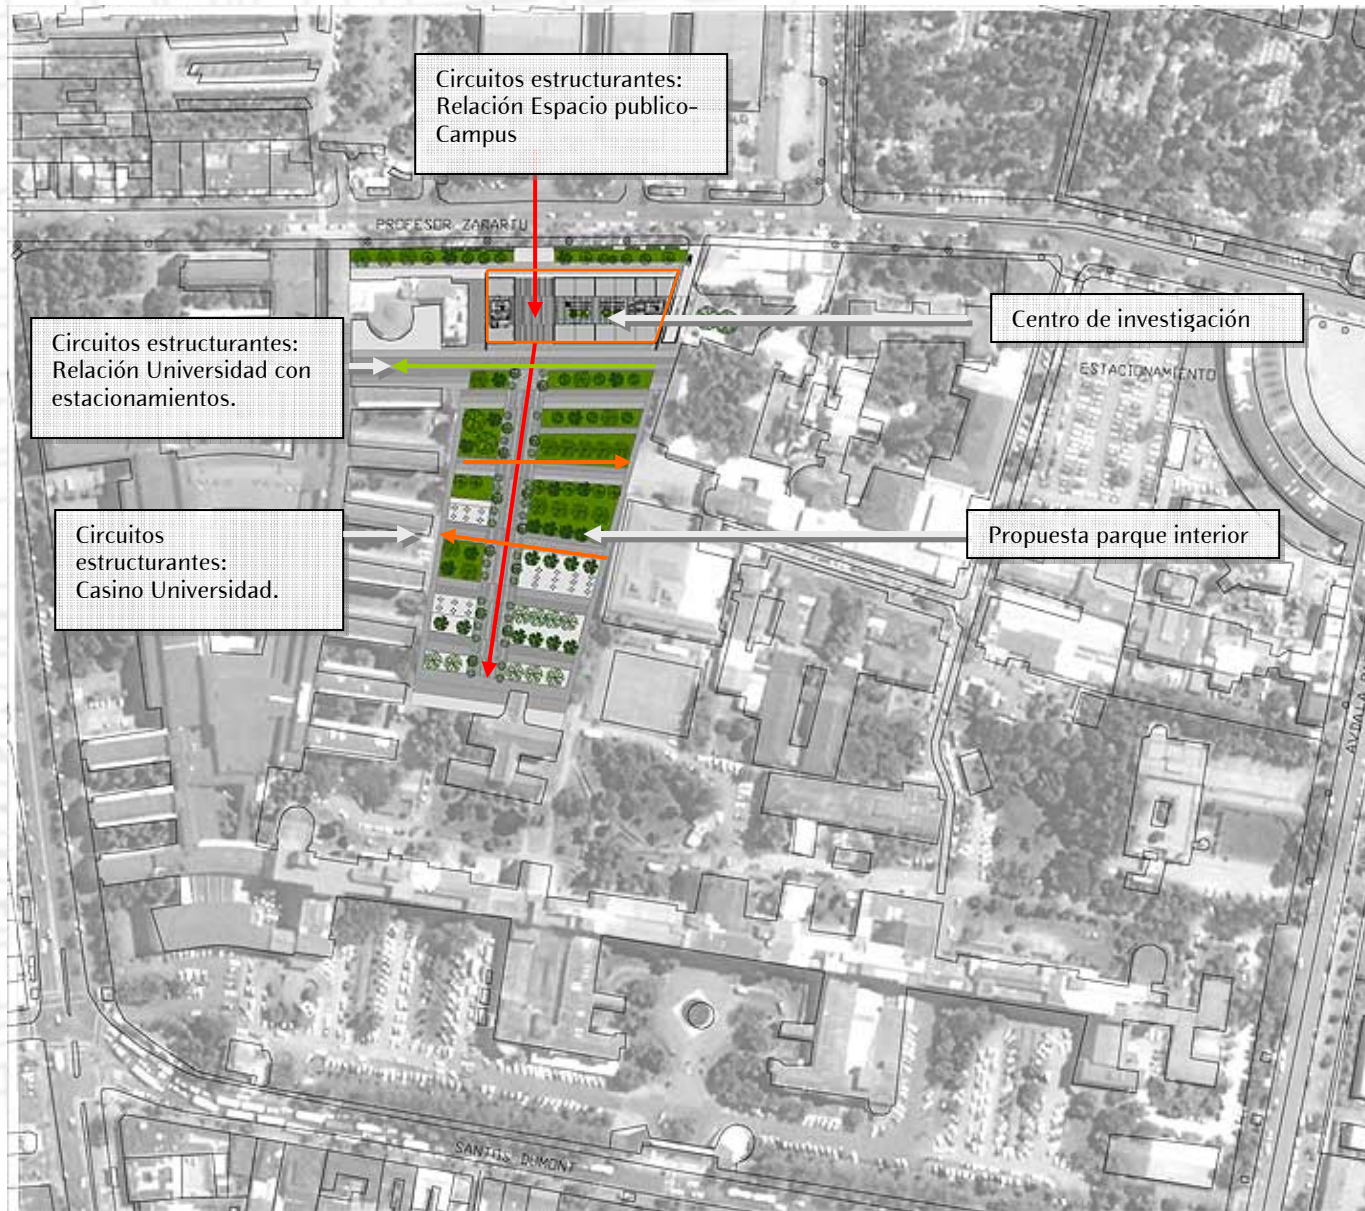 Circuitos estructurantes:
Relación Espacio publico-
Campus
PROFESOR ZAÑARTU
Centro de investigación
Circuitos estructurantes:
Relación Universidad con
estacionamientos.
ESTACIONAMIENTO
Circuitos
estructurantes:
Casino Universidad.
Propuesta parque interior
SANTOS DUMONT